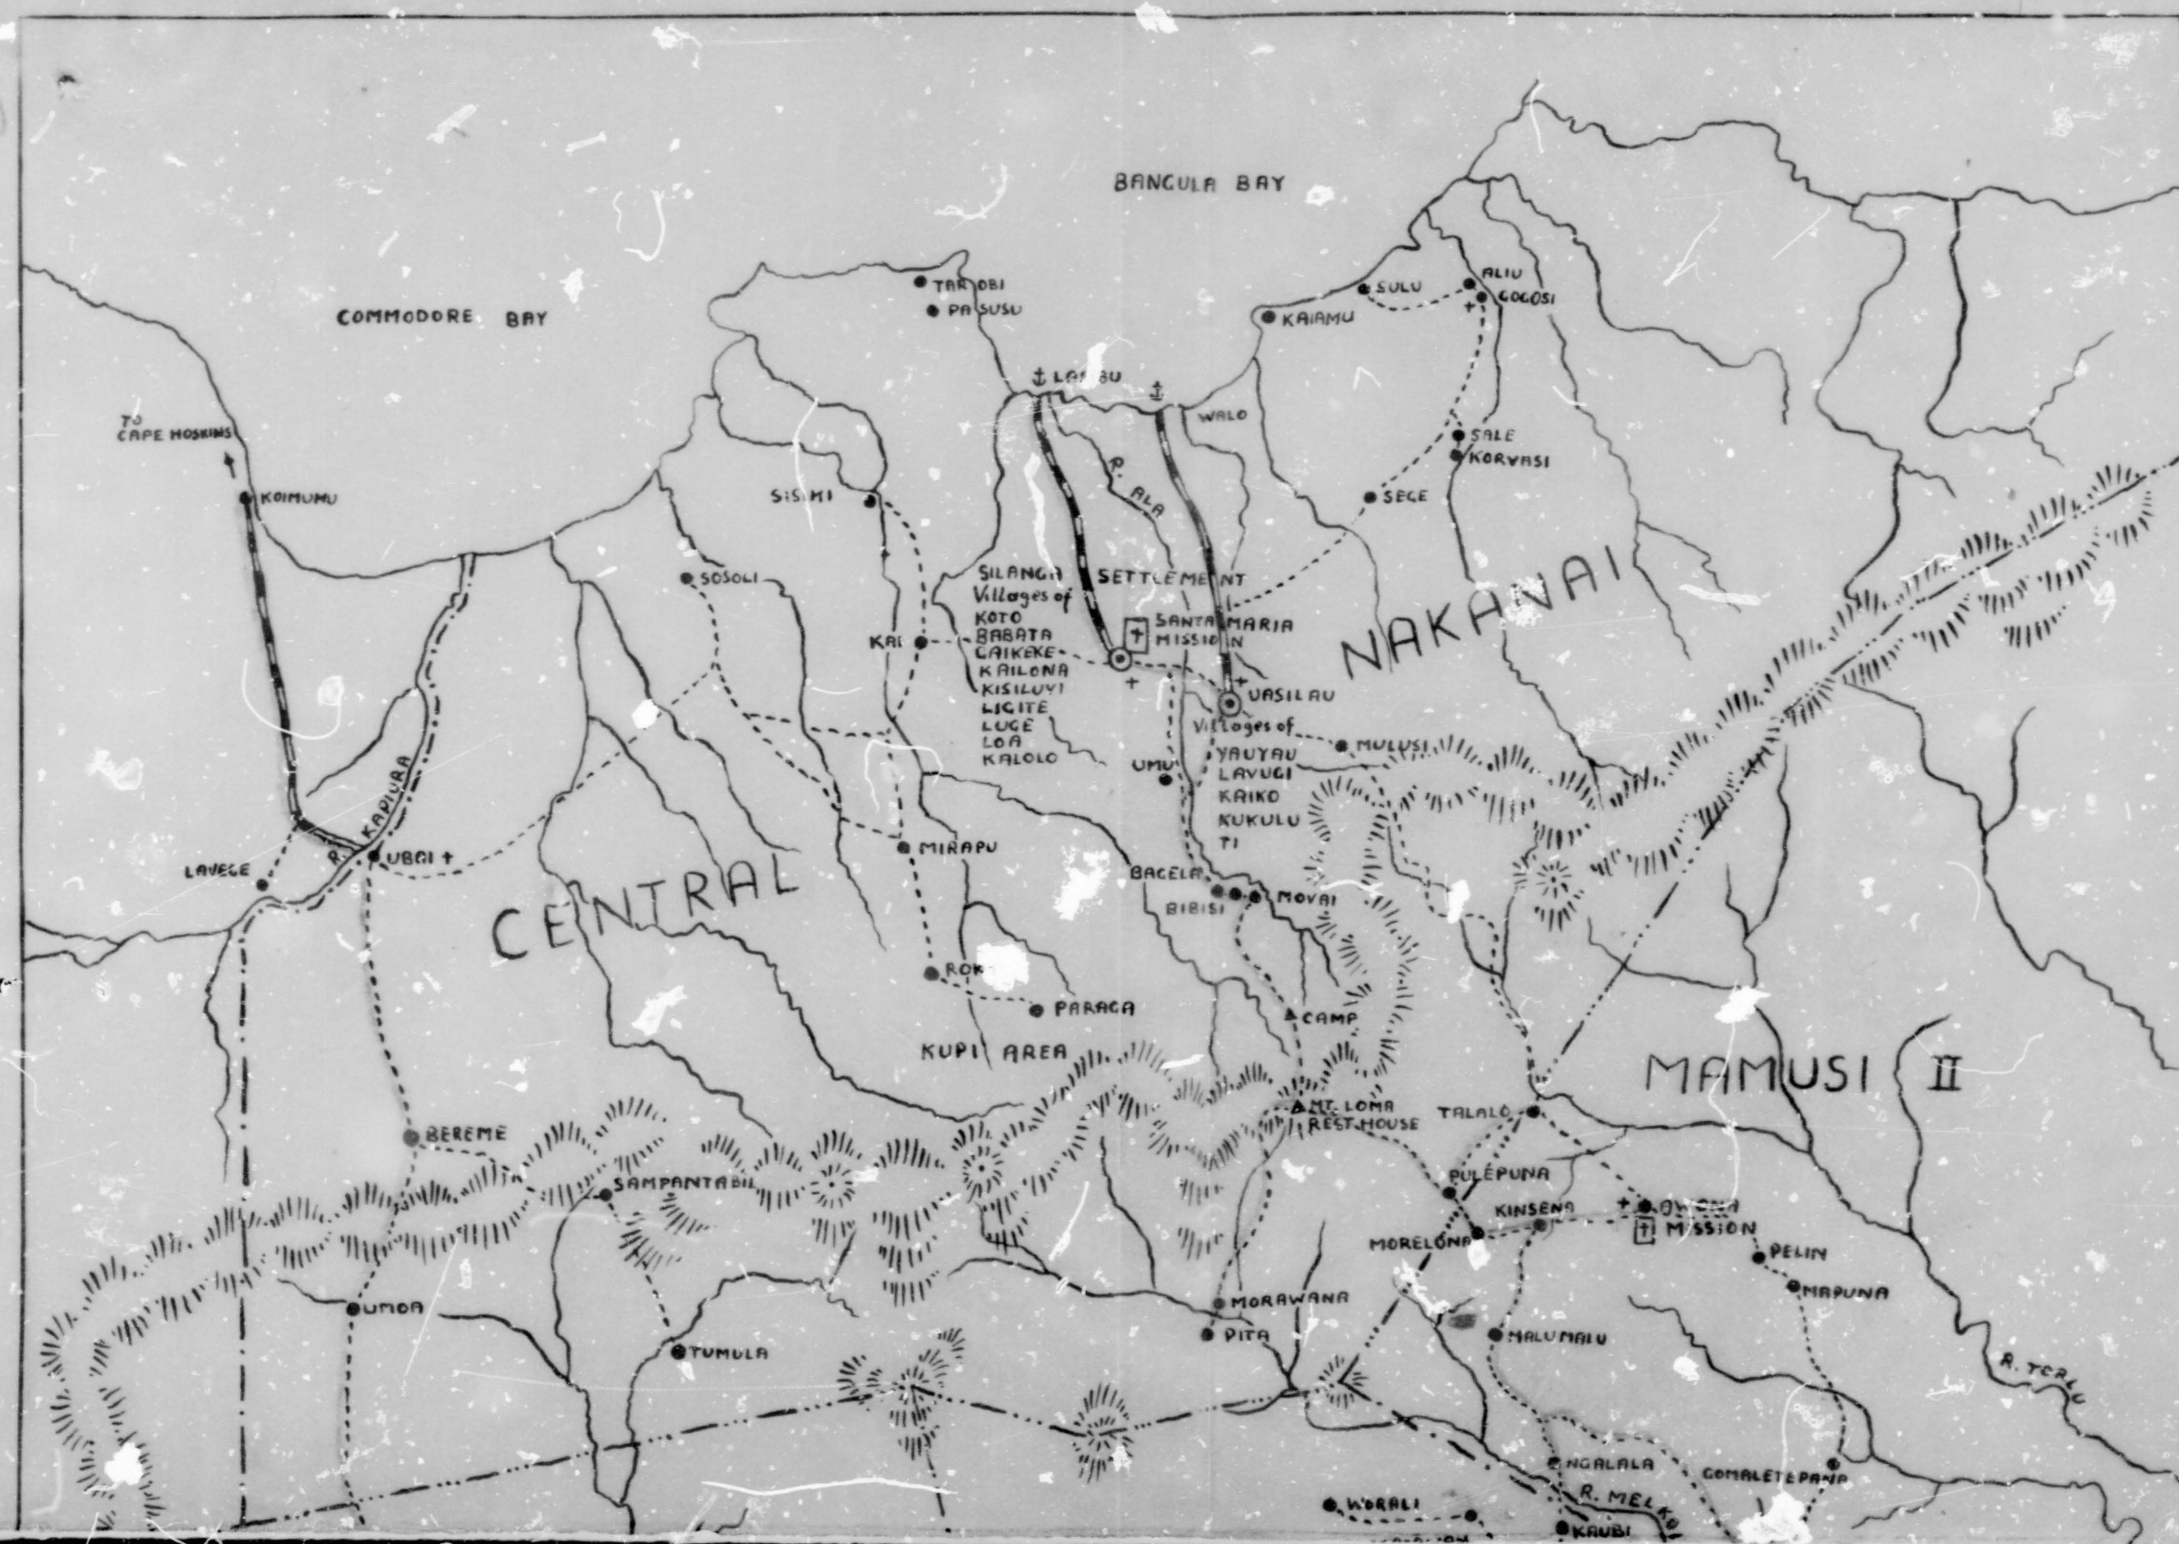 BANGULA BAY
COMMODORE BAY
TAROBI
PASUSU
SULU
ALIU
GOGOSI
KAIAMU
WALO
TO
CAPE HOSKINS
SALE
KORVASI
KOIMUMU
SISIMI
SEGE
R. ALA
SOSOLI
SILANGA
Villages of
KOTO
BABATA
GAIKEKE
KAILONA
KISILUVI
LIGITE
LUGE
LOA
KALOLO
SETTLEMENT
SANTA MARIA
MISSION
KAI
NAKANAI
UASILAU
Villages of
YAUYAU
LAVUGI
KAIKO
KUKULU
TI
MULUSI
UMU
R. KAPIURA
UBAI
LAVEGE
MIRAPU
CENTRAL
BAGELA
BIBISI
MOVAI
PARAGA
CAMP
KUPI AREA
MAMUSI II
MT. LOMA
REST HOUSE
TALALO
BEREME
SAMPANTABIL
PULEPUNA
KINSENA
MISSION
MORELONA
PELIN
MAPUNA
UMOA
MORAWANA
PITA
MALUMALU
TUMULA
NGALALA
GOMALETEPANA
WORALI
KAUBI